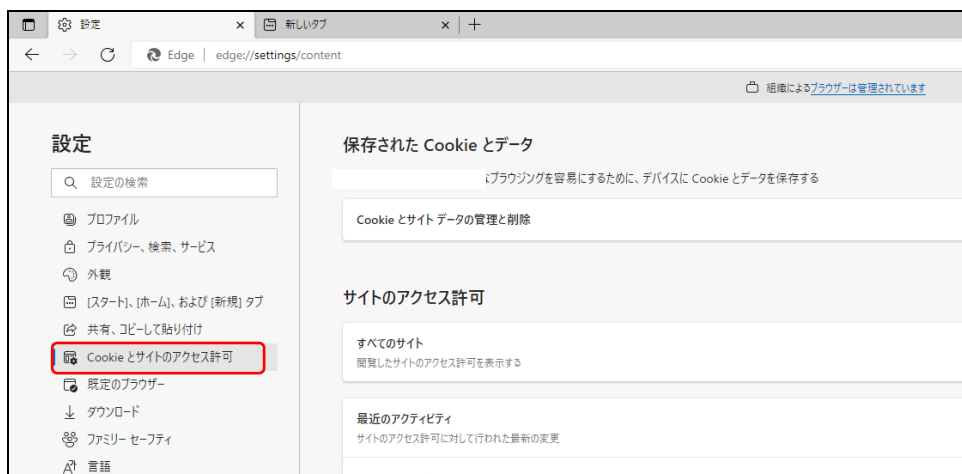 設定
新しいタブ
Edge | edge://settings/content
組織によるブラウザーは管理されています
設定
設定の検索
プロファイル
プライバシー、検索、サービス
外観
[スタート]、[ホーム]、および [新規] タブ
共有、コピーして貼り付け
Cookie とサイトのアクセス許可
既定のブラウザー
ダウンロード
ファミリー セーフティ
言語
保存された Cookie とデータ
なブラウジングを容易にするために、デバイスに Cookie とデータを保存する
Cookie とサイト データの管理と削除
サイトのアクセス許可
すべてのサイト
閲覧したサイトのアクセス許可を表示する
最近のアクティビティ
サイトのアクセス許可に対して行われた最新の変更